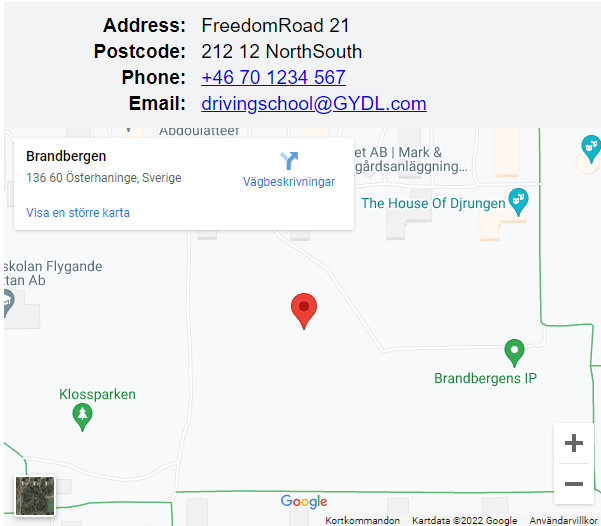 Address: FreedomRoad 21
Postcode: 212 12 NorthSouth
Phone: +46 70 1234 567
Email: drivingschool@GYDL.com
Abdoulatteef
Brandbergen
136 60 Österhaninge, Sverige
Vägbeskrivningar
Visa en större karta
et AB | Mark &
gårdsanläggning...
The House Of Djrungen
skolan Flygande
ttan Ab
Brandbergens IP
Klossparken
Google
Kortkommandon Kartdata ©2022 Google Användarvillkor